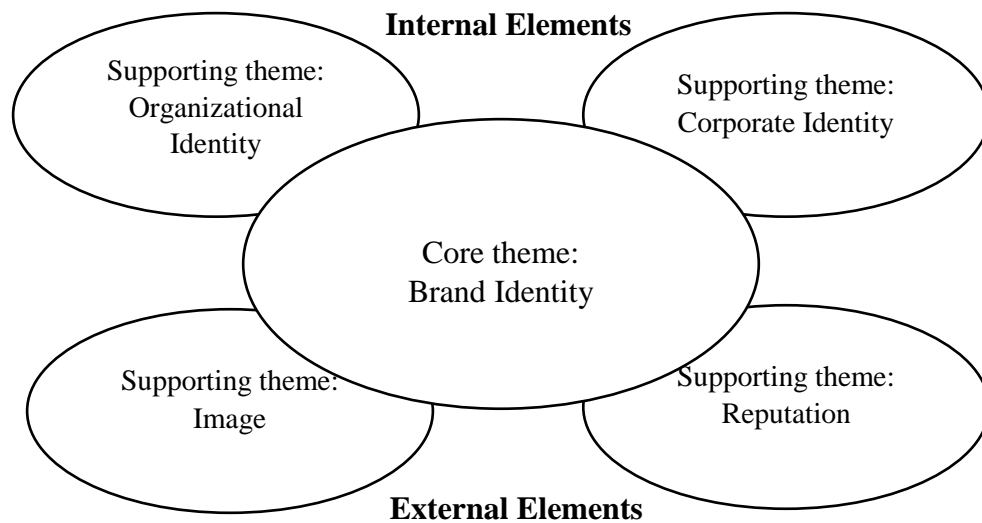 Internal Elements
Supporting theme:
Organizational
Identity
Supporting theme:
Corporate Identity
Core theme:
Brand Identity
Supporting theme:
Image
Supporting theme:
Reputation
External Elements